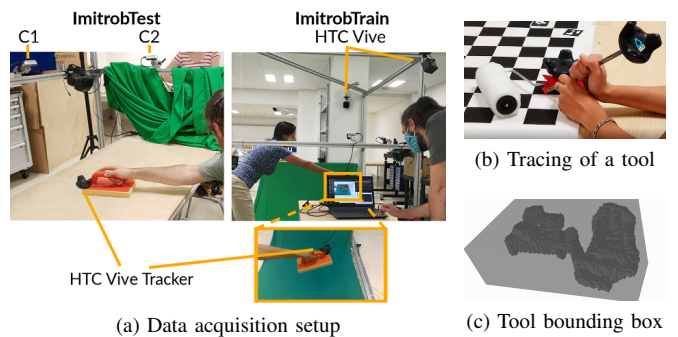 ImitrobTest
ImitrobTrain
C1
C2
HTC Vive
HTC Vive Tracker
(a) Data acquisition setup
(b) Tracing of a tool
(c) Tool bounding box